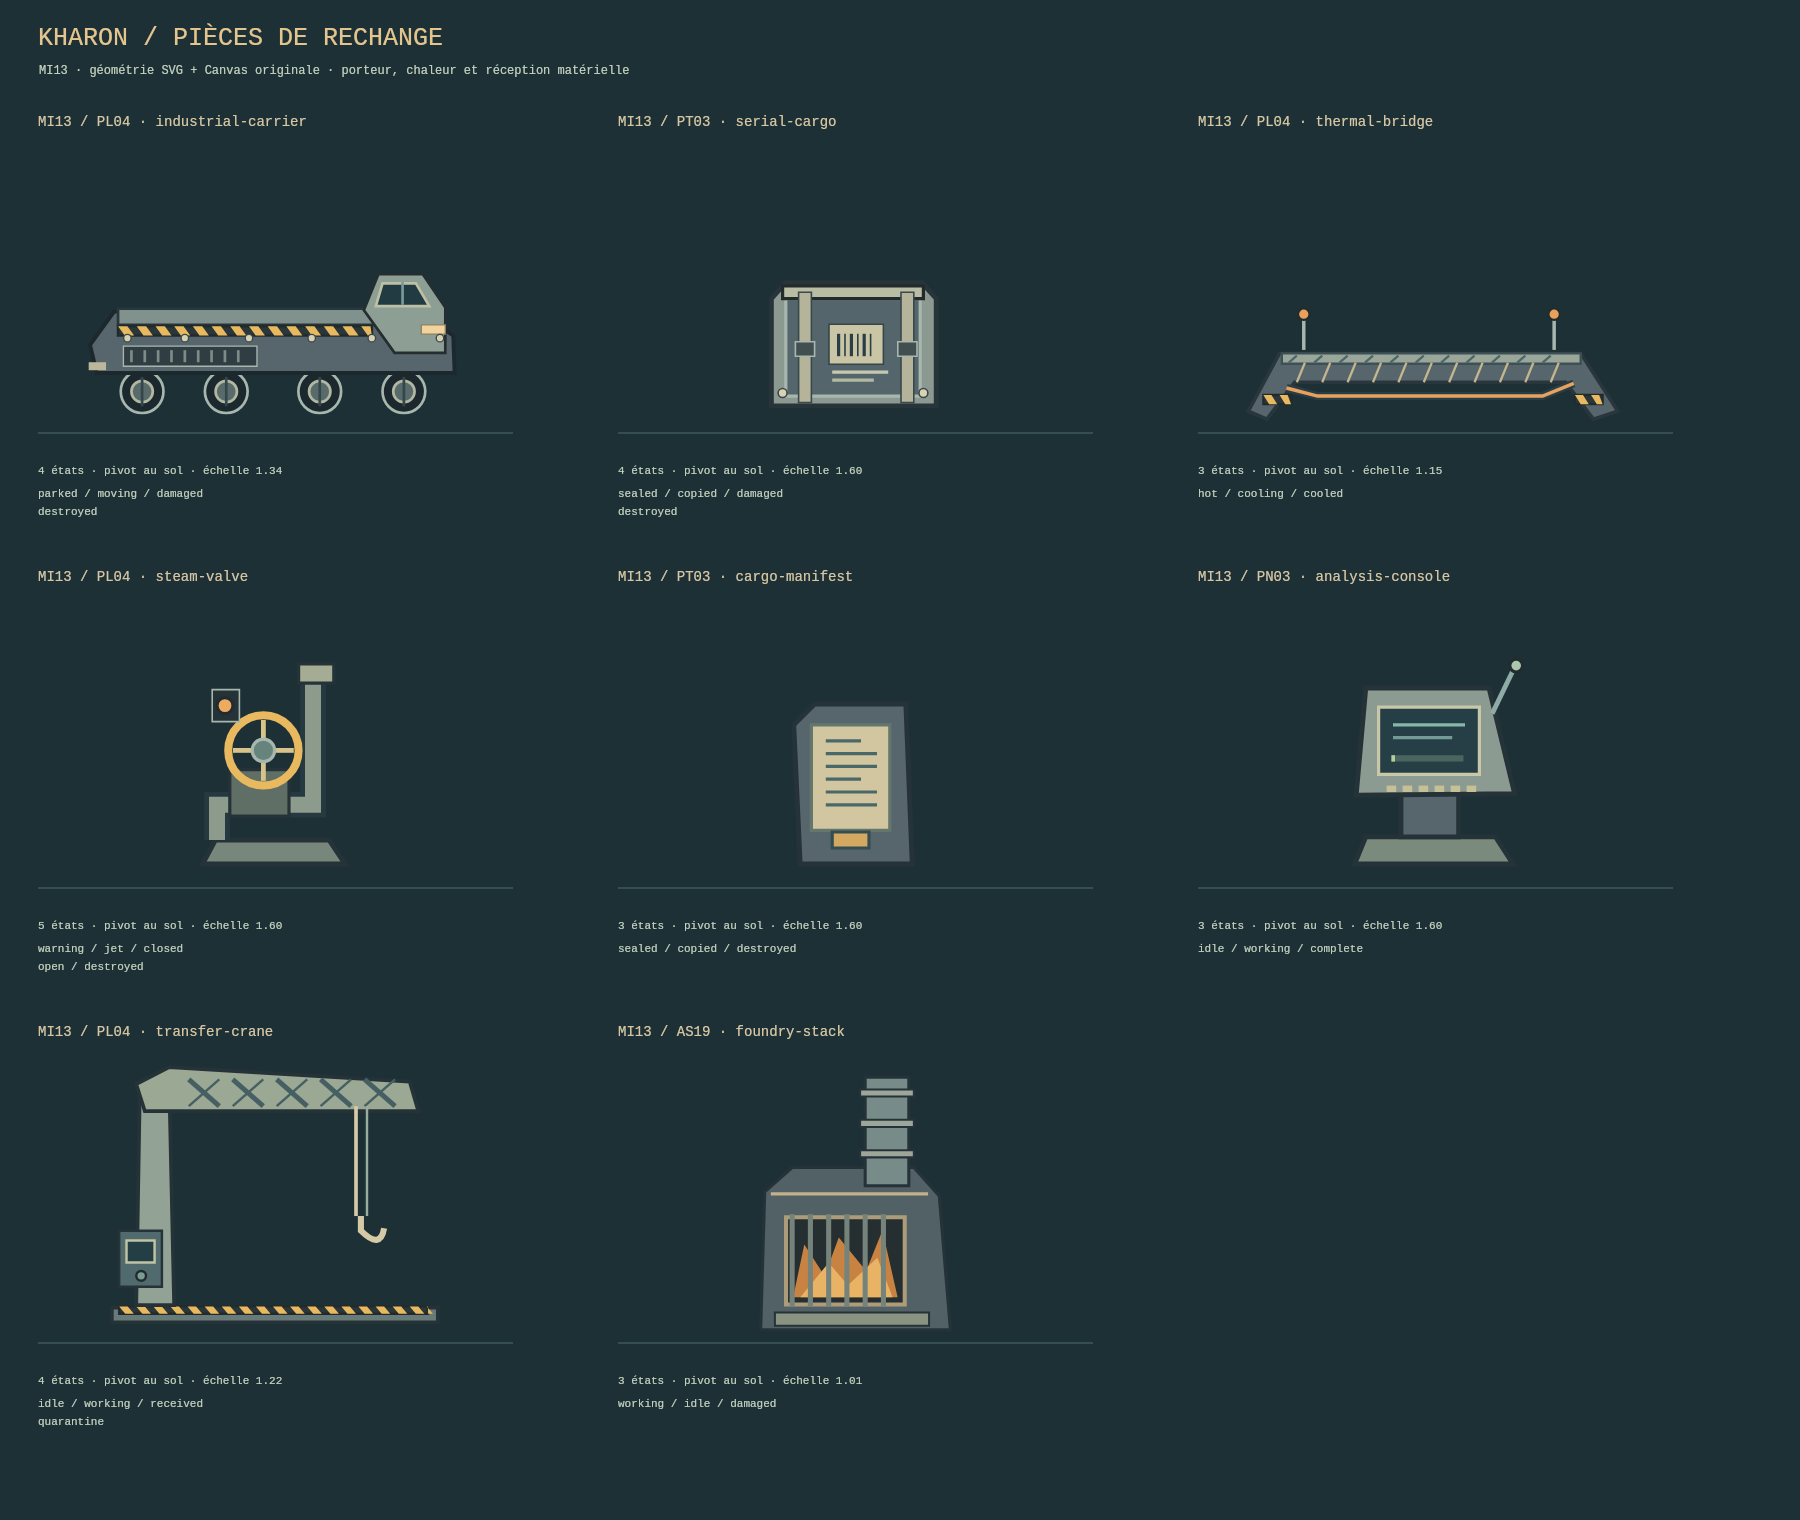 KHARON / PIÈCES DE RECHANGE
MI13 · géométrie SVG + Canvas originale · porteur, chaleur et réception matérielle
MI13 / PL04 · industrial-carrier
4 états · pivot au sol · échelle 1.34
parked / moving / damaged
destroyed
MI13 / PT03 · serial-cargo
4 états · pivot au sol · échelle 1.60
sealed / copied / damaged
destroyed
MI13 / PL04 · thermal-bridge
3 états · pivot au sol · échelle 1.15
hot / cooling / cooled
MI13 / PL04 · steam-valve
5 états · pivot au sol · échelle 1.60
warning / jet / closed
open / destroyed
MI13 / PT03 · cargo-manifest
3 états · pivot au sol · échelle 1.60
sealed / copied / destroyed
MI13 / PN03 · analysis-console
3 états · pivot au sol · échelle 1.60
idle / working / complete
MI13 / PL04 · transfer-crane
4 états · pivot au sol · échelle 1.22
idle / working / received
quarantine
MI13 / AS19 · foundry-stack
3 états · pivot au sol · échelle 1.01
working / idle / damaged